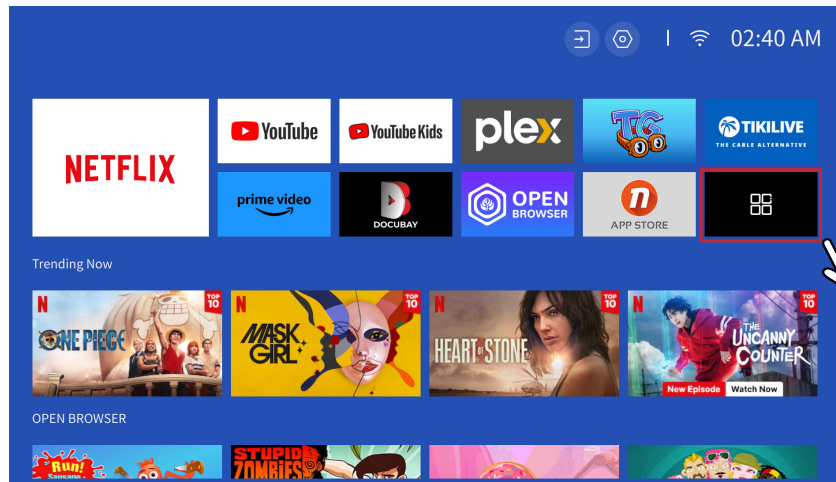 02:40 AM
NETFLIX
YouTube
YouTube Kids
plex
TG
TIKILIVE
THE CABLE ALTERNATIVE
prime video
DOCUBAY
OPEN
BROWSER
APP STORE
Trending Now
N
TOP
10
ONE PIECE
N
TOP
10
MASK
GIRL
N
TOP
10
HEART OF STONE
N
TOP
10
THE
UNCANNY
COUNTER
New Episode
Watch Now
OPEN BROWSER
Run!
Sausage
STUPID
ZOMBIES